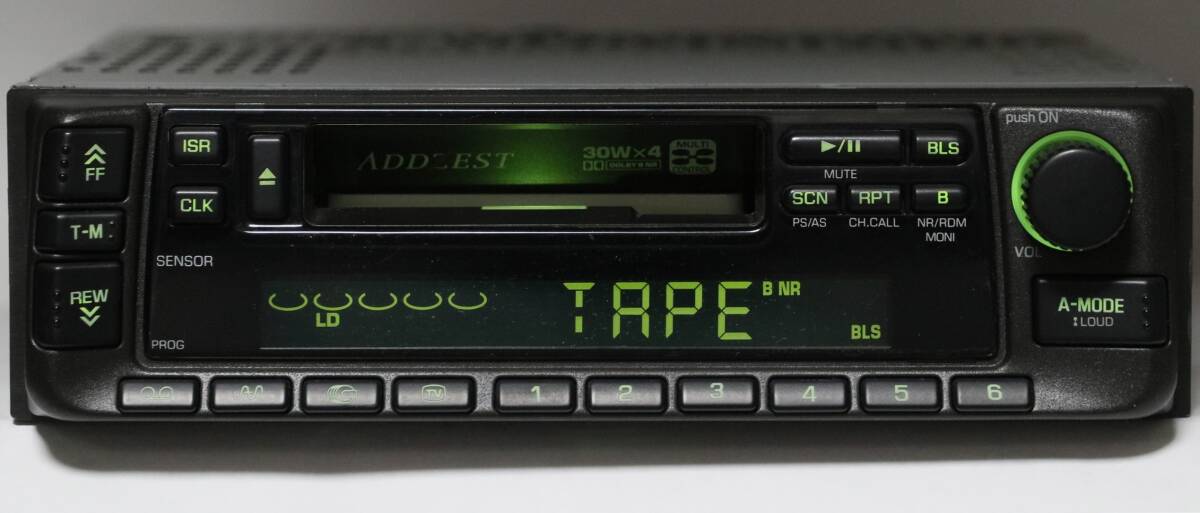 push ON
FF
ISR
ADDZEST
30W×4
DOLBY B NR
MULTI
CONTROL
▶/II
BLS
MUTE
CLK
SCN
RPT
B
PS/AS
CH.CALL
NR/RDM
MONI
T-M
VOL
SENSOR
REW
TAPE
B NR
LD
BLS
A-MODE
LOUD
PROG
TV
1
2
3
4
5
6